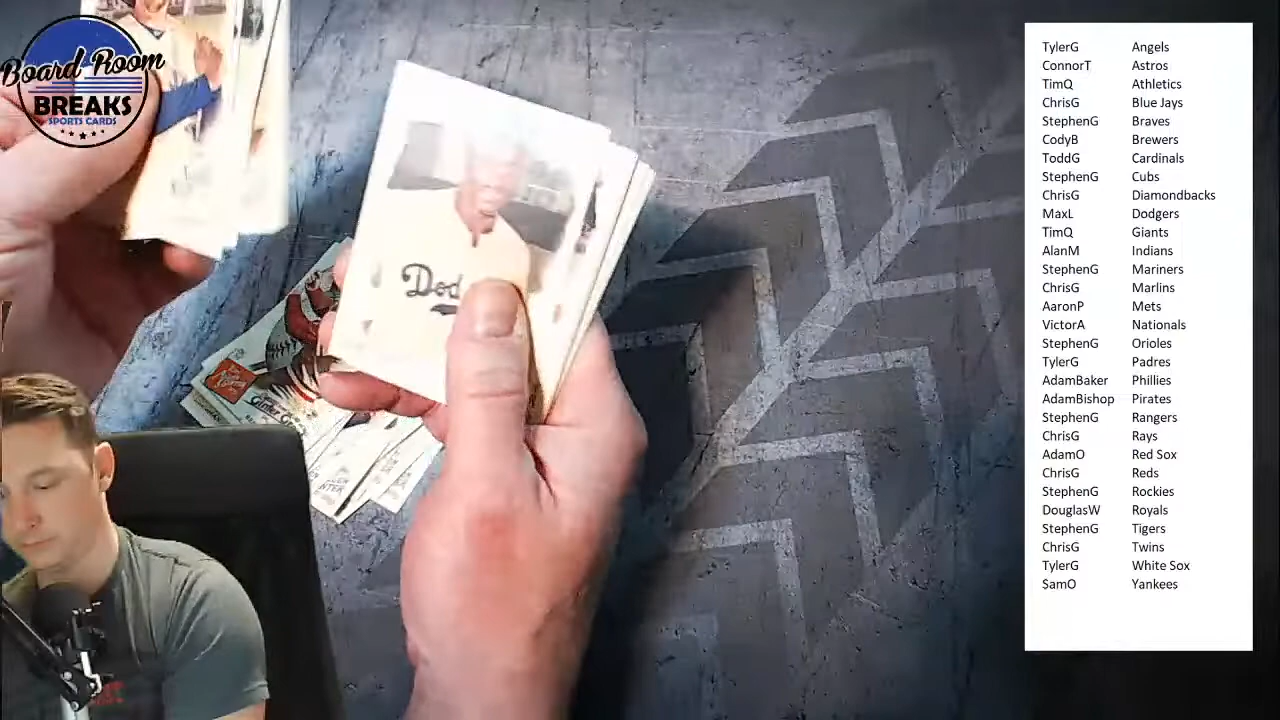 Board Room
BREAKS
SPORTS CARDS
Dod
TylerG Angels
ConnorT Astros
TimQ Athletics
ChrisG Blue Jays
StephenG Braves
CodyB Brewers
ToddG Cardinals
StephenG Cubs
ChrisG Diamondbacks
MaxL Dodgers
TimQ Giants
AlanM Indians
StephenG Mariners
ChrisG Marlins
AaronP Mets
VictorA Nationals
StephenG Orioles
TylerG Padres
AdamBaker Phillies
AdamBishop Pirates
StephenG Rangers
ChrisG Rays
AdamO Red Sox
ChrisG Reds
StephenG Rockies
DouglasW Royals
StephenG Tigers
ChrisG Twins
TylerG White Sox
SamO Yankees